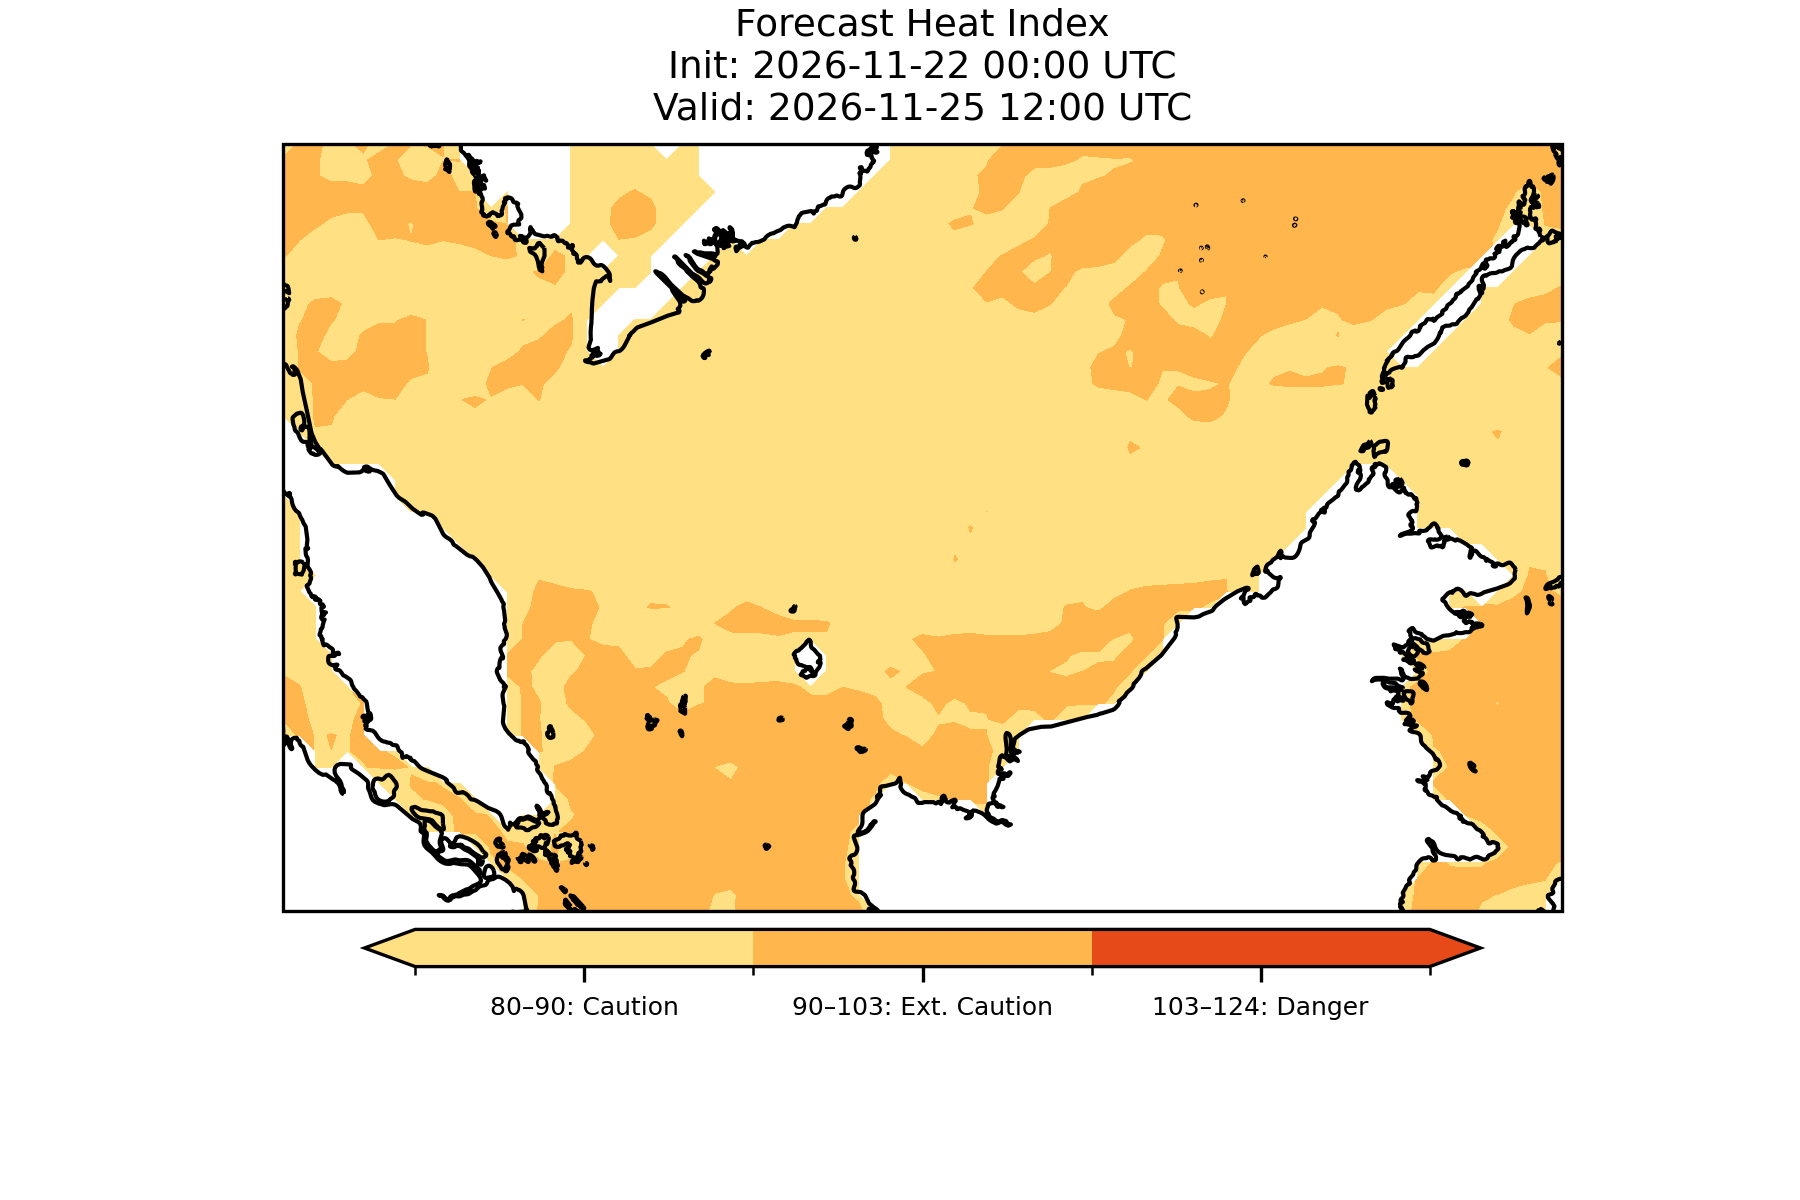 Forecast Heat Index
Init: 2026-11-22 00:00 UTC
Valid: 2026-11-25 12:00 UTC
80–90: Caution
90–103: Ext. Caution
103–124: Danger